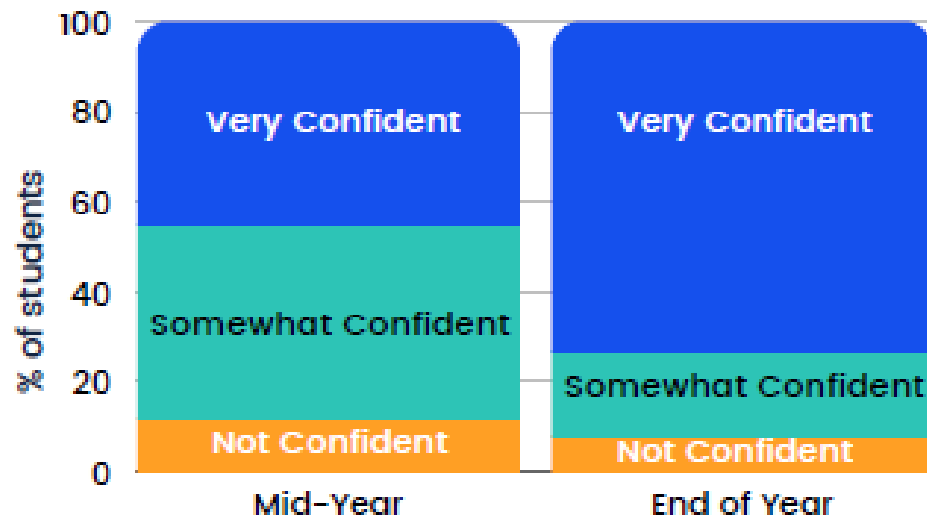 % of students
100
80
60
40
20
0
Very Confident
Somewhat Confident
Not Confident
Very Confident
Somewhat Confident
Not Confident
Mid-Year
End of Year